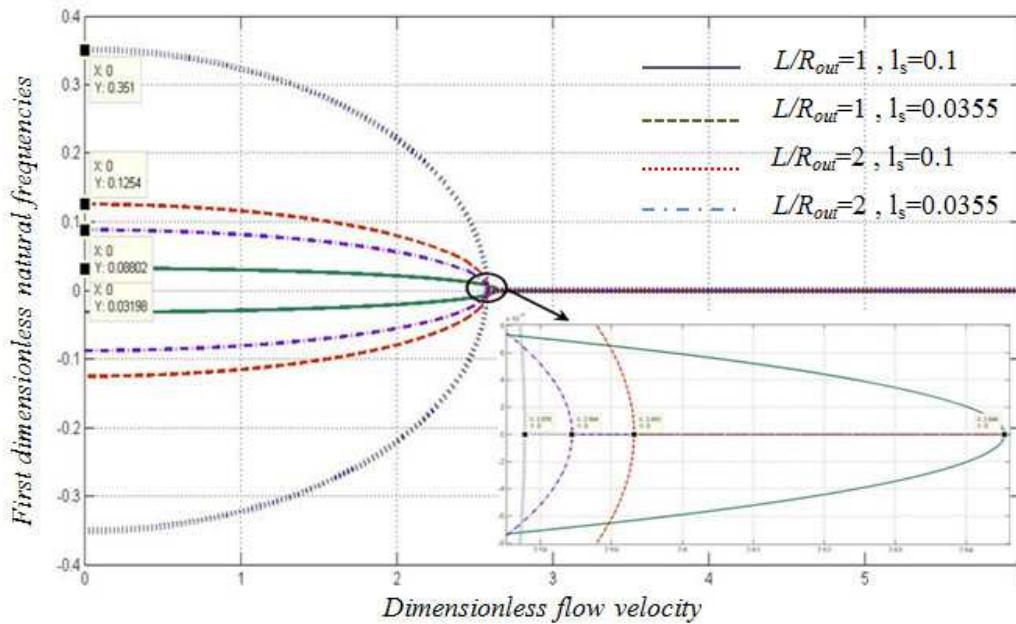 First dimensionless natural frequencies
0.4
0.3
0.2
0.1
0
-0.1
-0.2
-0.3
-0.4
X: 0
Y: 0.351
X: 0
Y: 0.1254
X: 0
Y: 0.08802
X: 0
Y: 0.03198
L/Rout=1 , ls=0.1
L/Rout=1 , ls=0.0355
L/Rout=2 , ls=0.1
L/Rout=2 , ls=0.0355
0
1
2
3
4
5
Dimensionless flow velocity